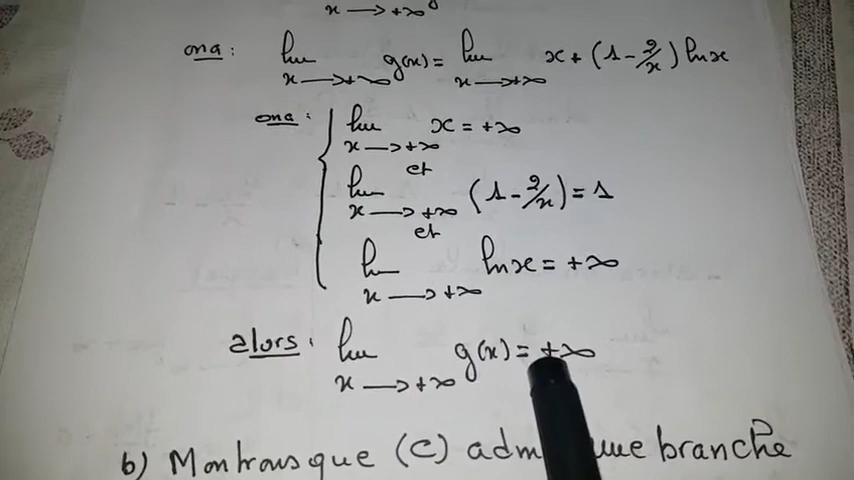 x → +∞
on a : lim x → +∞ g(x) = lim x → +∞ x + (1 - 2/x) ln x
on a : { lim x → +∞ x = +∞
et
lim x → +∞ (1 - 2/x) = 1
et
lim x → +∞ ln x = +∞
alors : lim x → +∞ g(x) = +∞
b) Montrons que (C) adm une branche